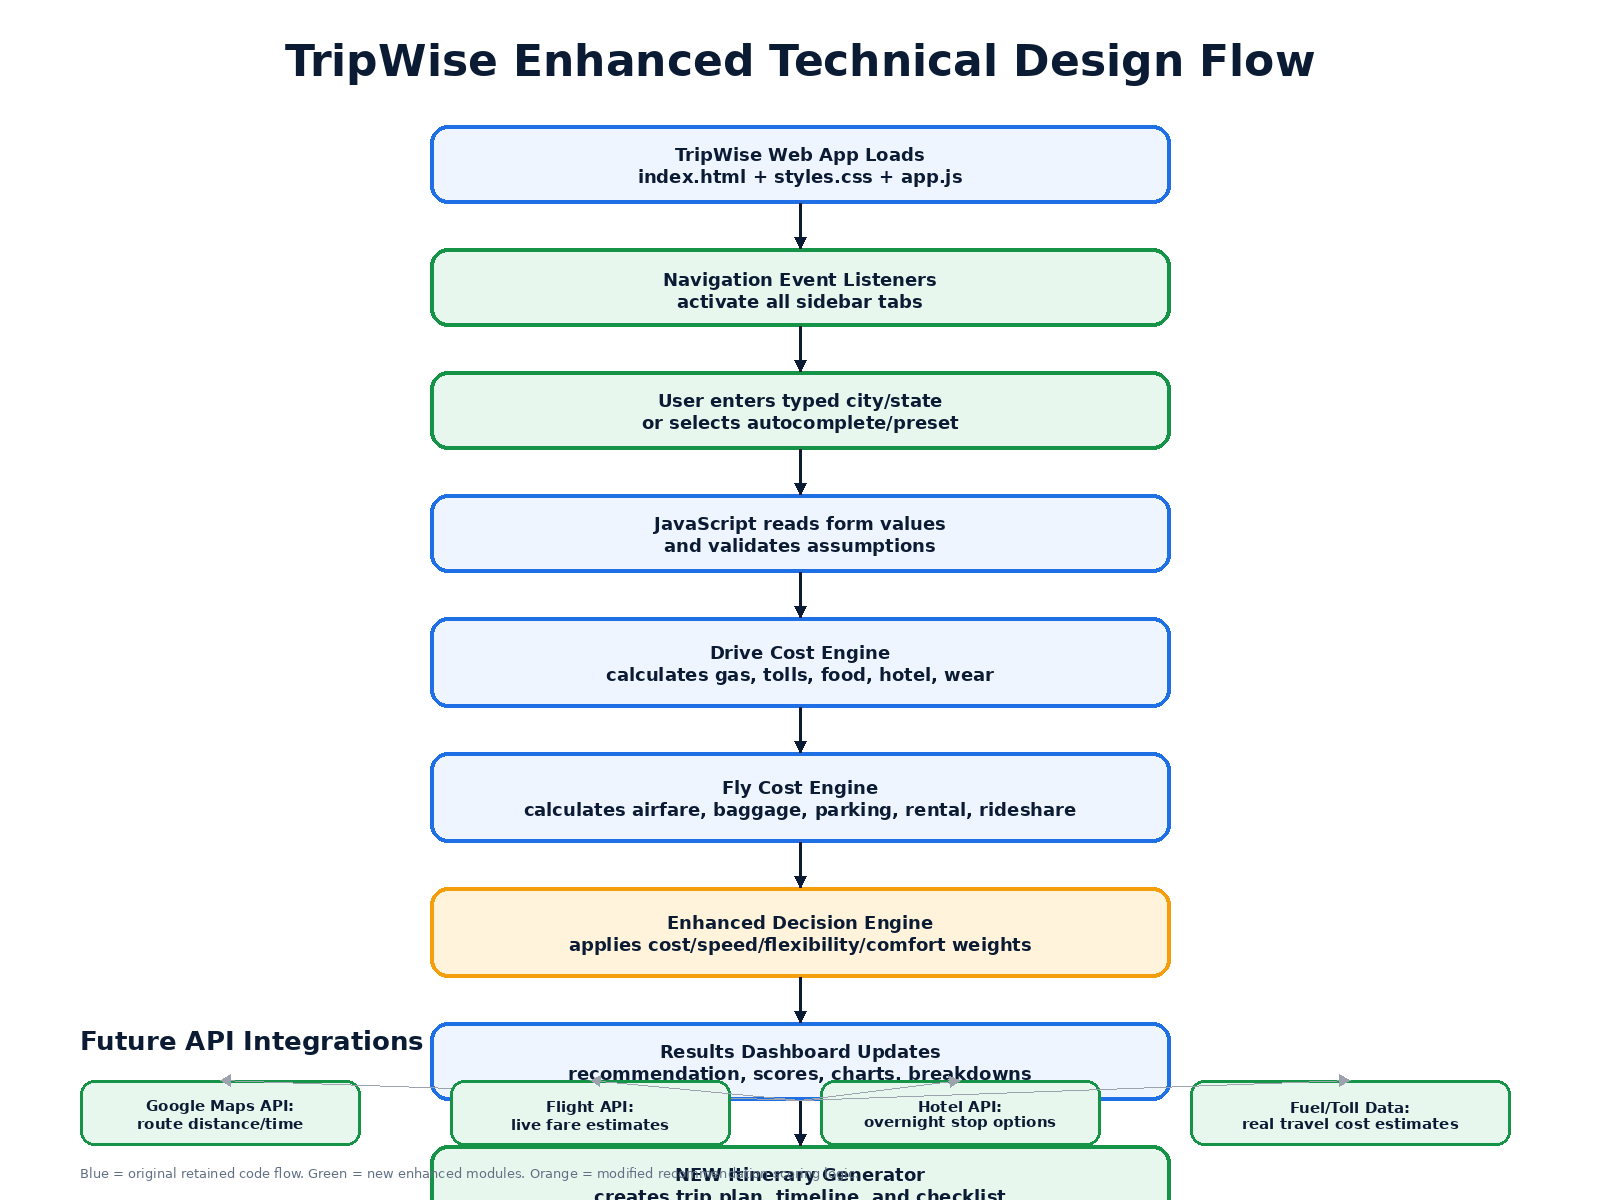 TripWise Enhanced Technical Design Flow
TripWise Web App Loads
index.html + styles.css + app.js
Navigation Event Listeners
activate all sidebar tabs
User enters typed city/state
or selects autocomplete/preset
JavaScript reads form values
and validates assumptions
Drive Cost Engine
calculates gas, tolls, food, hotel, wear
Fly Cost Engine
calculates airfare, baggage, parking, rental, rideshare
Enhanced Decision Engine
applies cost/speed/flexibility/comfort weights
Results Dashboard Updates
recommendation, scores, charts, breakdowns
Future API Integrations
Google Maps API:
route distance/time
Flight API:
live fare estimates
Hotel API:
overnight stop options
Fuel/Toll Data:
real travel cost estimates
NEW Itinerary Generator
creates trip plan, timeline, and checklist
Blue = original retained code flow. Green = new enhanced modules. Orange = modified recommendation scoring logic.